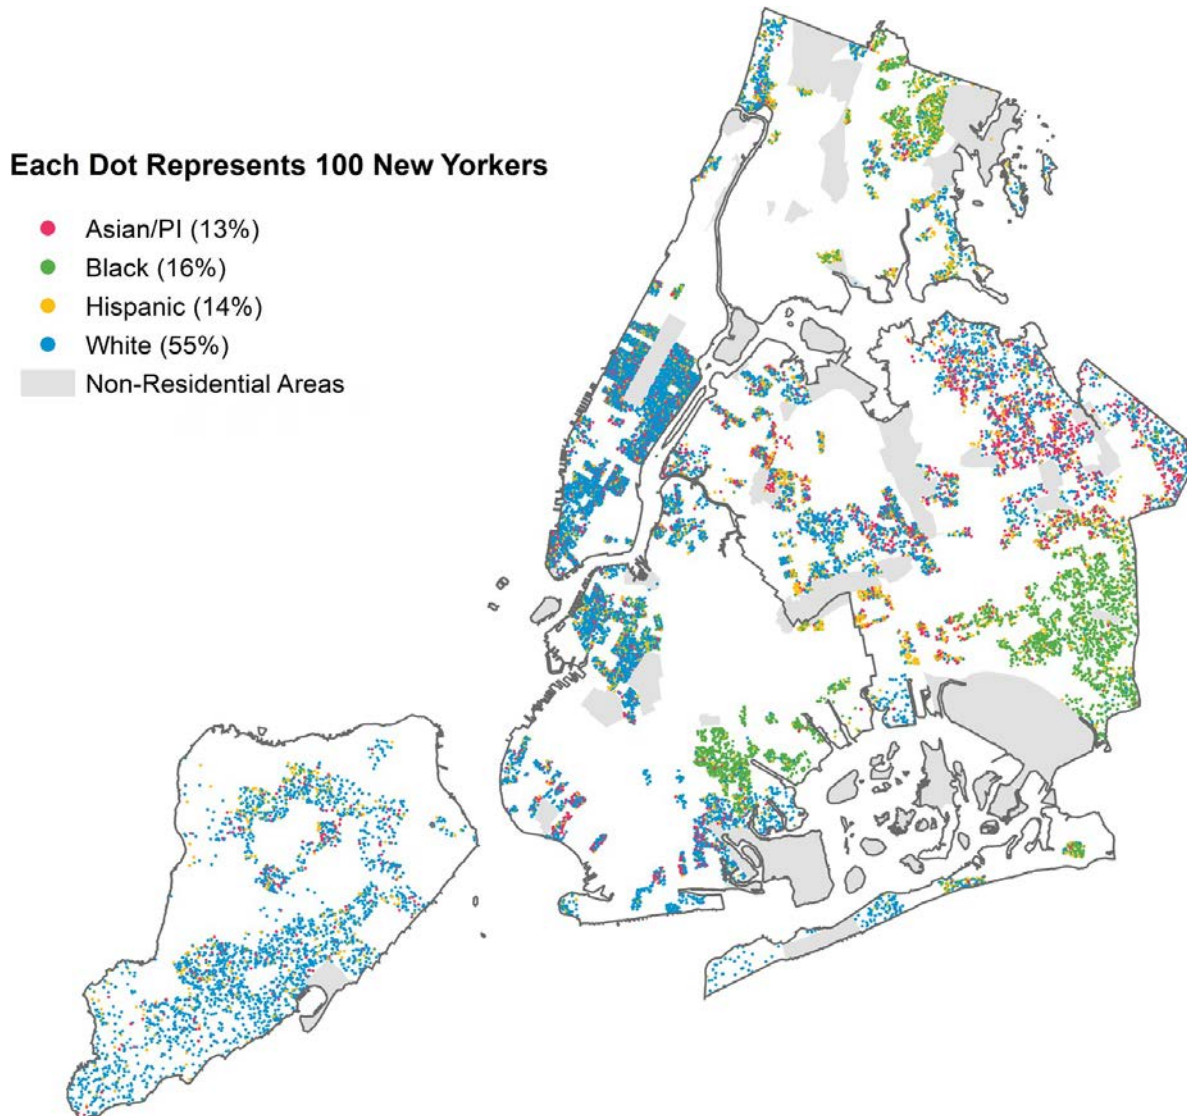 Each Dot Represents 100 New Yorkers
Asian/PI (13%)
Black (16%)
Hispanic (14%)
White (55%)
Non-Residential Areas